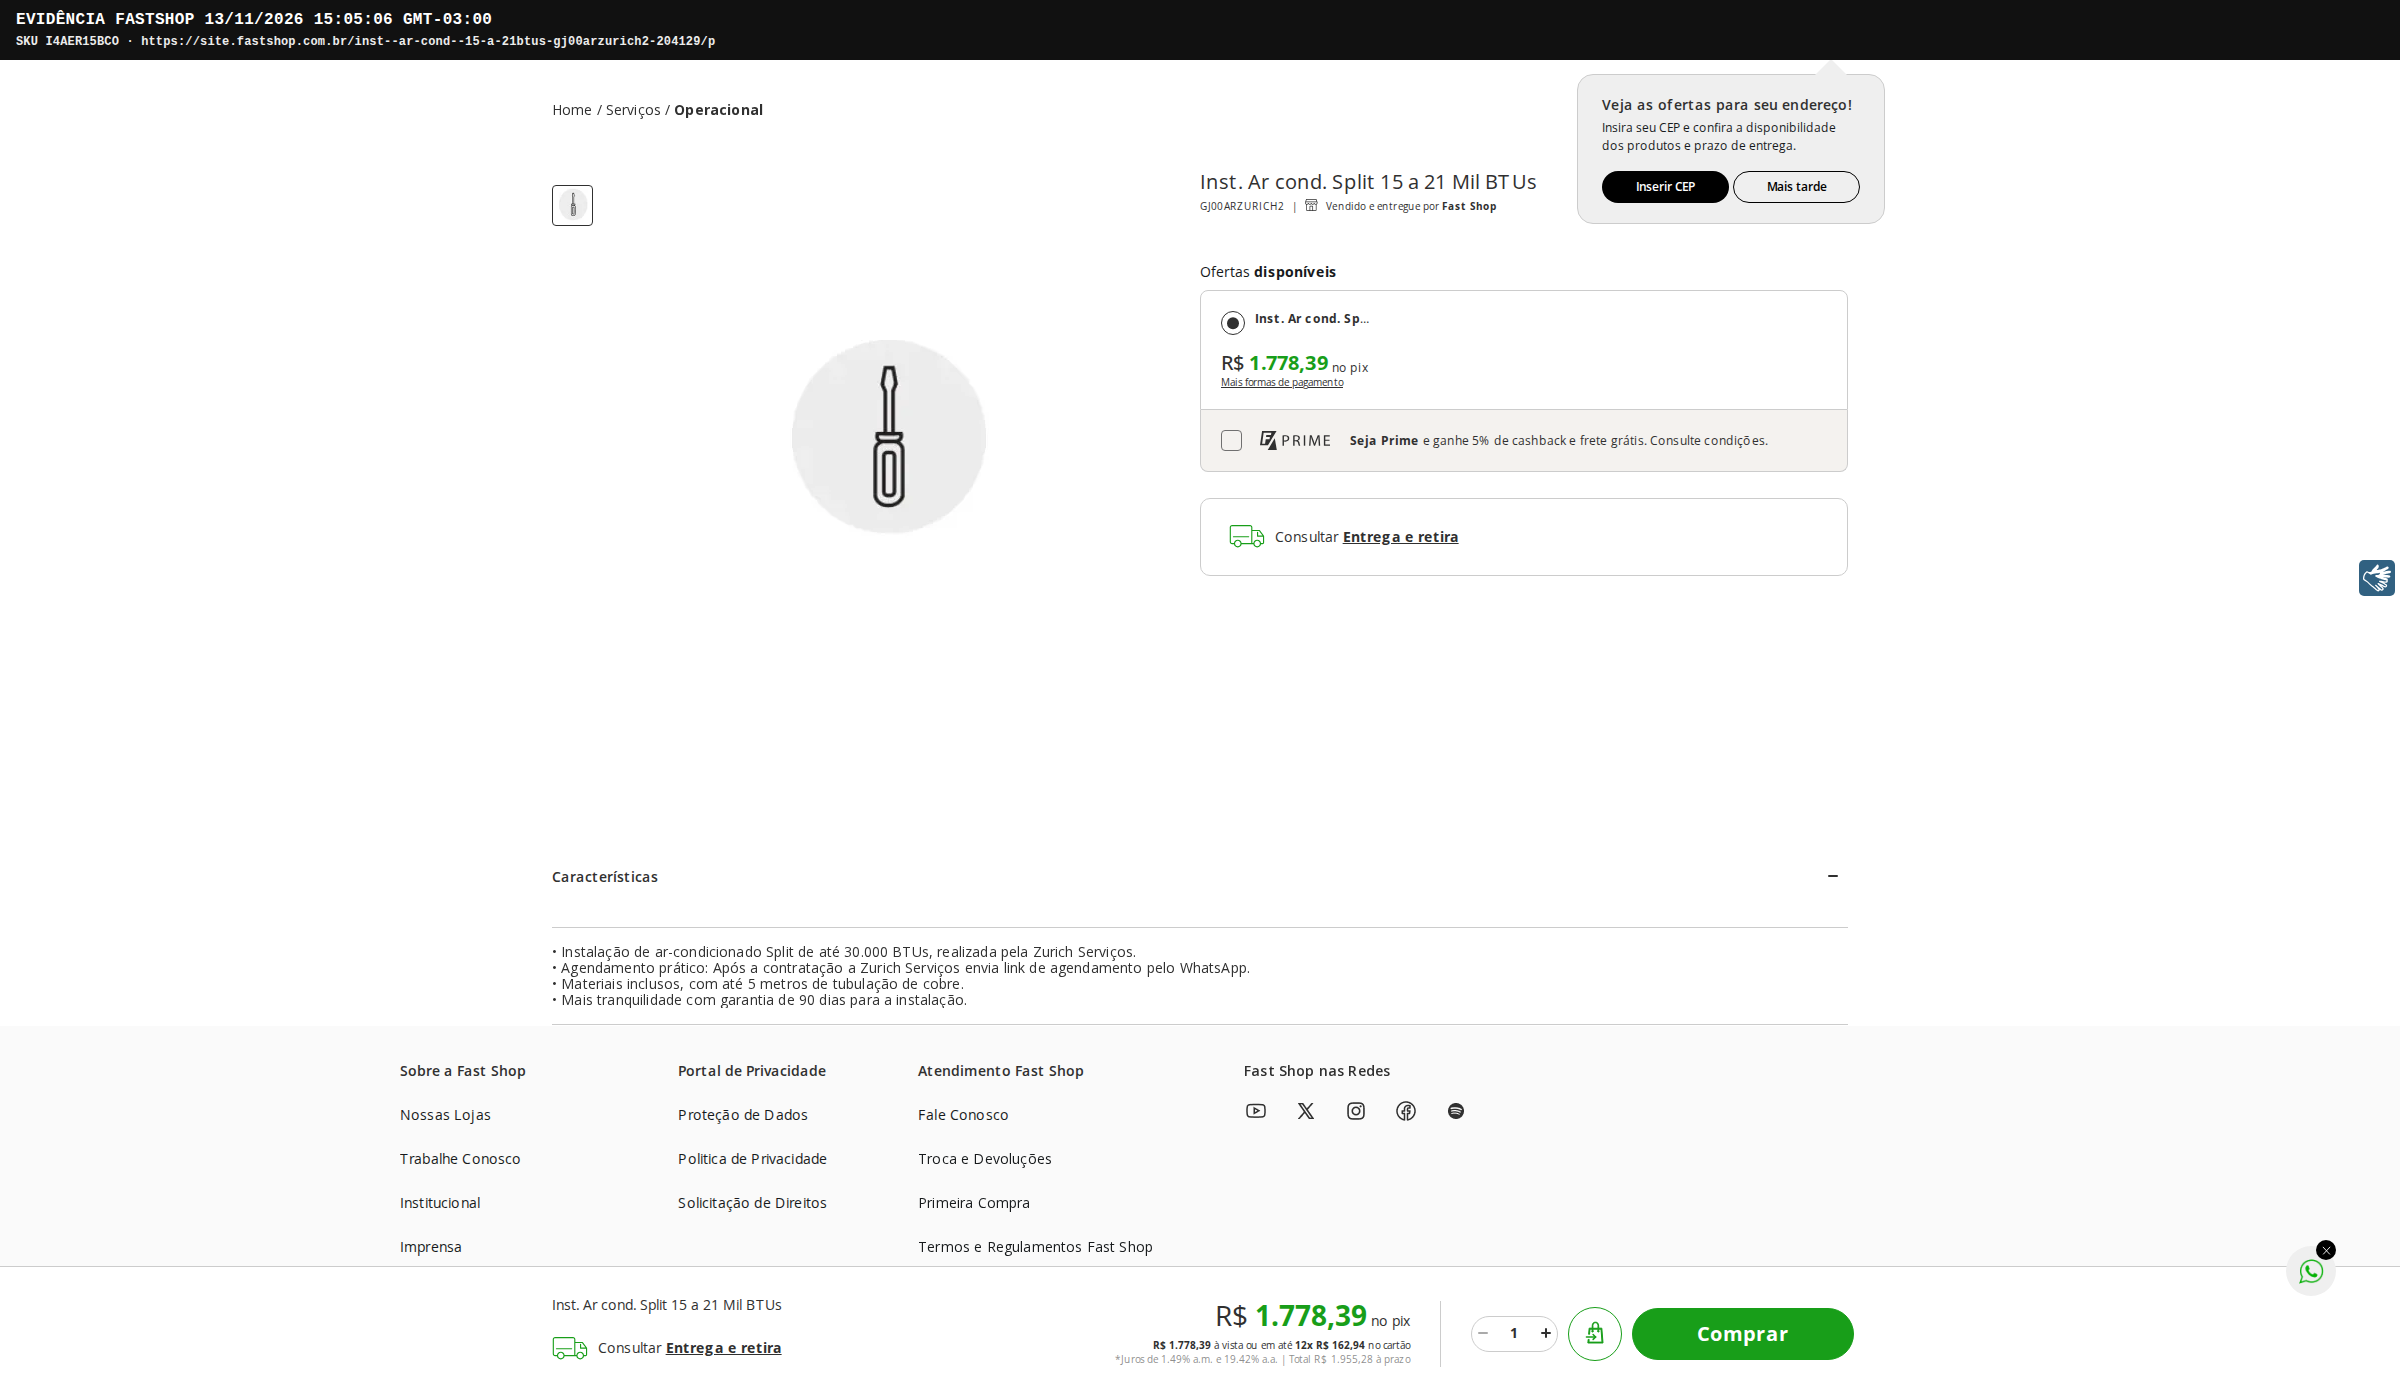 EVIDÊNCIA FASTSHOP 13/11/2026 15:05:06 GMT-03:00
SKU I4AER15BCO · https://site.fastshop.com.br/inst--ar-cond--15-a-21btus-gj00arzurich2-204129/p
Home / Serviços / Operacional
Veja as ofertas para seu endereço!
Insira seu CEP e confira a disponibilidade
dos produtos e prazo de entrega.
Inserir CEP
Mais tarde
Inst. Ar cond. Split 15 a 21 Mil BTUs
GJ00ARZURICH2 | Vendido e entregue por Fast Shop
Ofertas disponíveis
Inst. Ar cond. Sp...
R$ 1.778,39 no pix
Mais formas de pagamento
PRIME Seja Prime e ganhe 5% de cashback e frete grátis. Consulte condições.
Consultar Entrega e retira
Características
• Instalação de ar-condicionado Split de até 30.000 BTUs, realizada pela Zurich Serviços.
• Agendamento prático: Após a contratação a Zurich Serviços envia link de agendamento pelo WhatsApp.
• Materiais inclusos, com até 5 metros de tubulação de cobre.
• Mais tranquilidade com garantia de 90 dias para a instalação.
Sobre a Fast Shop
Nossas Lojas
Trabalhe Conosco
Institucional
Imprensa
Portal de Privacidade
Proteção de Dados
Politica de Privacidade
Solicitação de Direitos
Atendimento Fast Shop
Fale Conosco
Troca e Devoluções
Primeira Compra
Termos e Regulamentos Fast Shop
Fast Shop nas Redes
Inst. Ar cond. Split 15 a 21 Mil BTUs
Consultar Entrega e retira
R$ 1.778,39 no pix
R$ 1.778,39 à vista ou em até 12x R$ 162,94 no cartão
*Juros de 1.49% a.m. e 19.42% a.a. | Total R$ 1.955,28 à prazo
1
Comprar